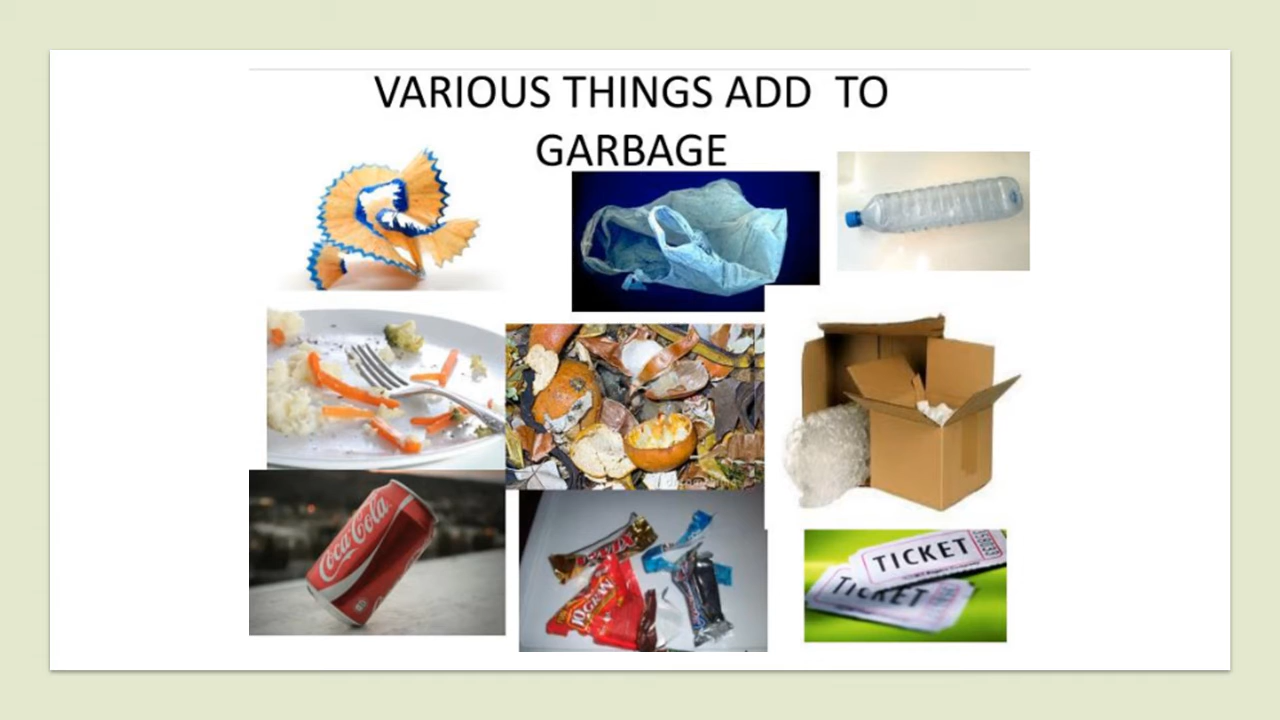 VARIOUS THINGS ADD TO
GARBAGE
Coca-Cola
TICKET
TICKET